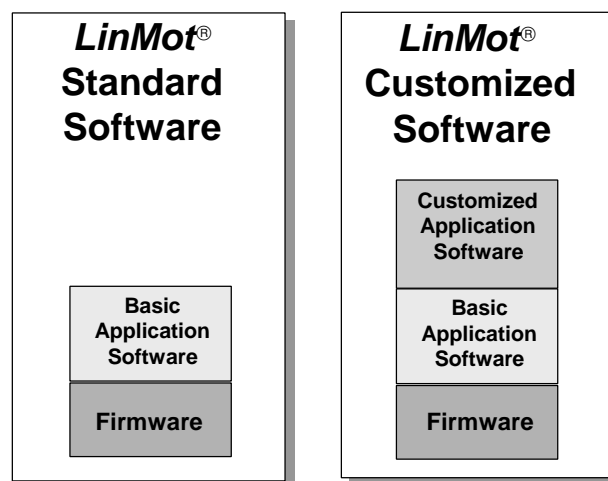 LinMot®
Standard
Software
Basic
Application
Software
Firmware
LinMot®
Customized
Software
Customized
Application
Software
Basic
Application
Software
Firmware